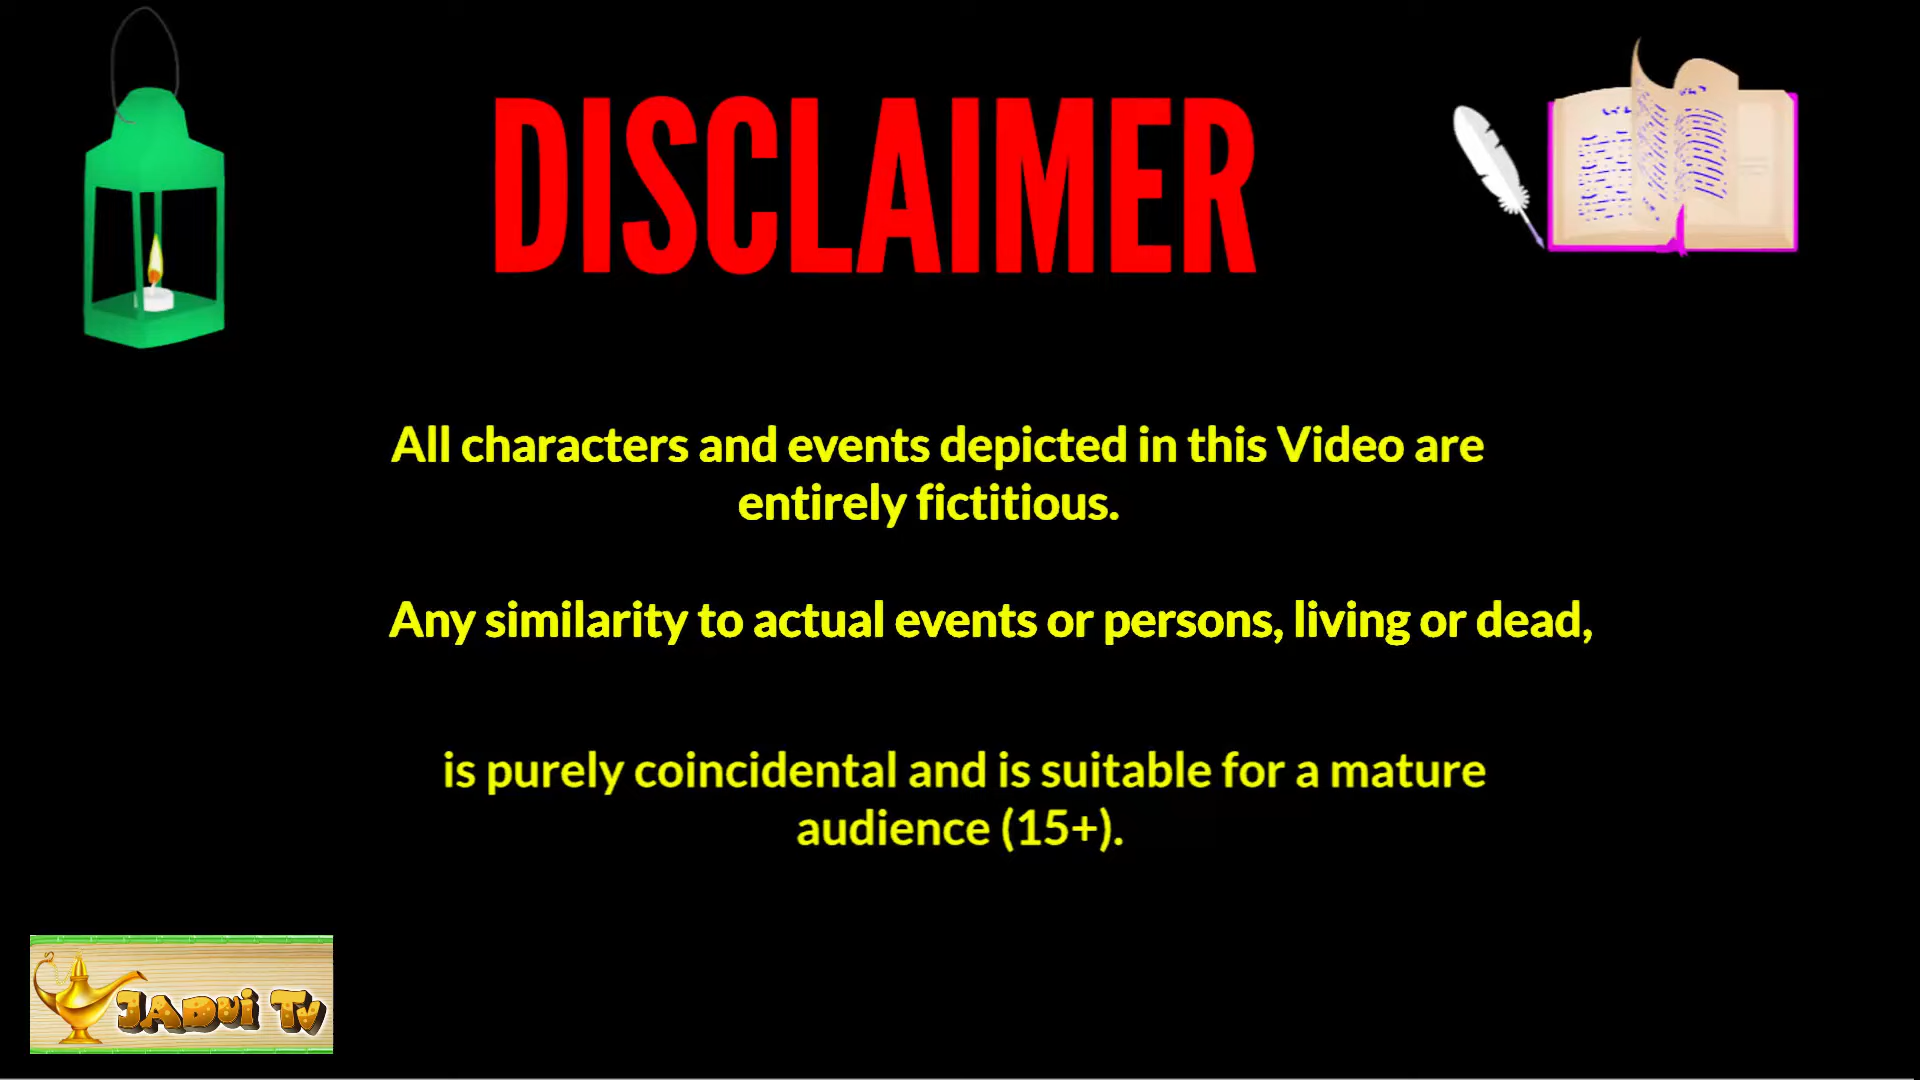 DISCLAIMER
All characters and events depicted in this Video are
entirely fictitious.
Any similarity to actual events or persons, living or dead,
is purely coincidental and is suitable for a mature
audience (15+).
JADUi Tv